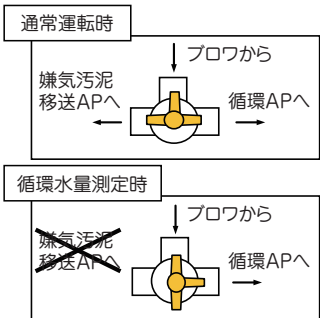 通常運転時
ブロワから
嫌気汚泥
移送APへ
循環APへ
循環水量測定時
ブロワから
嫌気汚泥
移送APへ
循環APへ